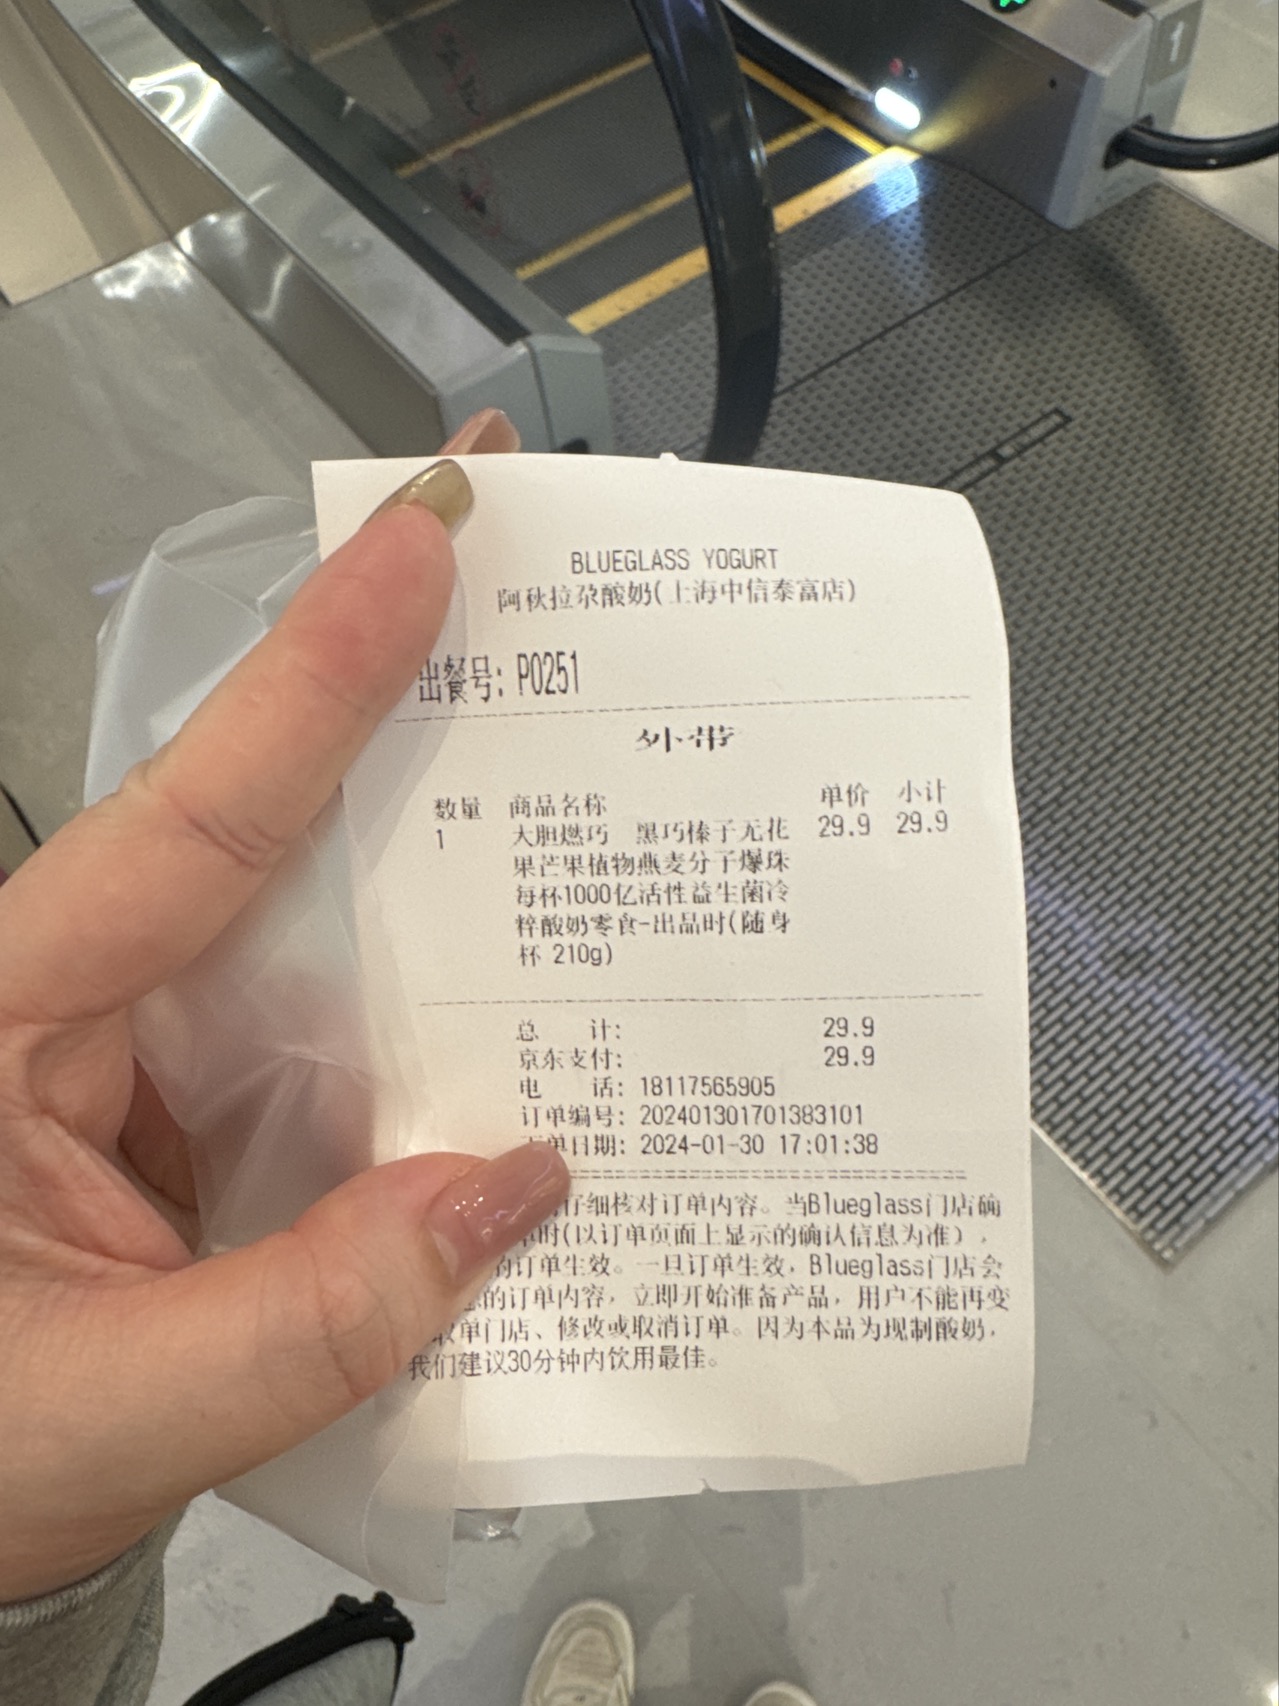 1
BLUEGLASS YOGURT
阿秋拉尕酸奶(上海中信泰富店)
出餐号: P0251
外带
数量 商品名称 单价 小计
1 大胆燃巧 黑巧榛子无花 29.9 29.9
果芒果植物燕麦分子爆珠
每杯1000亿活性益生菌冷
粹酸奶零食-出品时(随身
杯 210g)
总 计: 29.9
京东支付: 29.9
电 话: 18117565905
订单编号: 202401301701383101
下单日期: 2024-01-30 17:01:38
仔细核对订单内容。当Blueglass门店确
单时(以订单页面上显示的确认信息为准),
的订单生效。一旦订单生效,Blueglass门店会
您的订单内容,立即开始准备产品,用户不能再变
取单门店、修改或取消订单。因为本品为现制酸奶,
我们建议30分钟内饮用最佳。